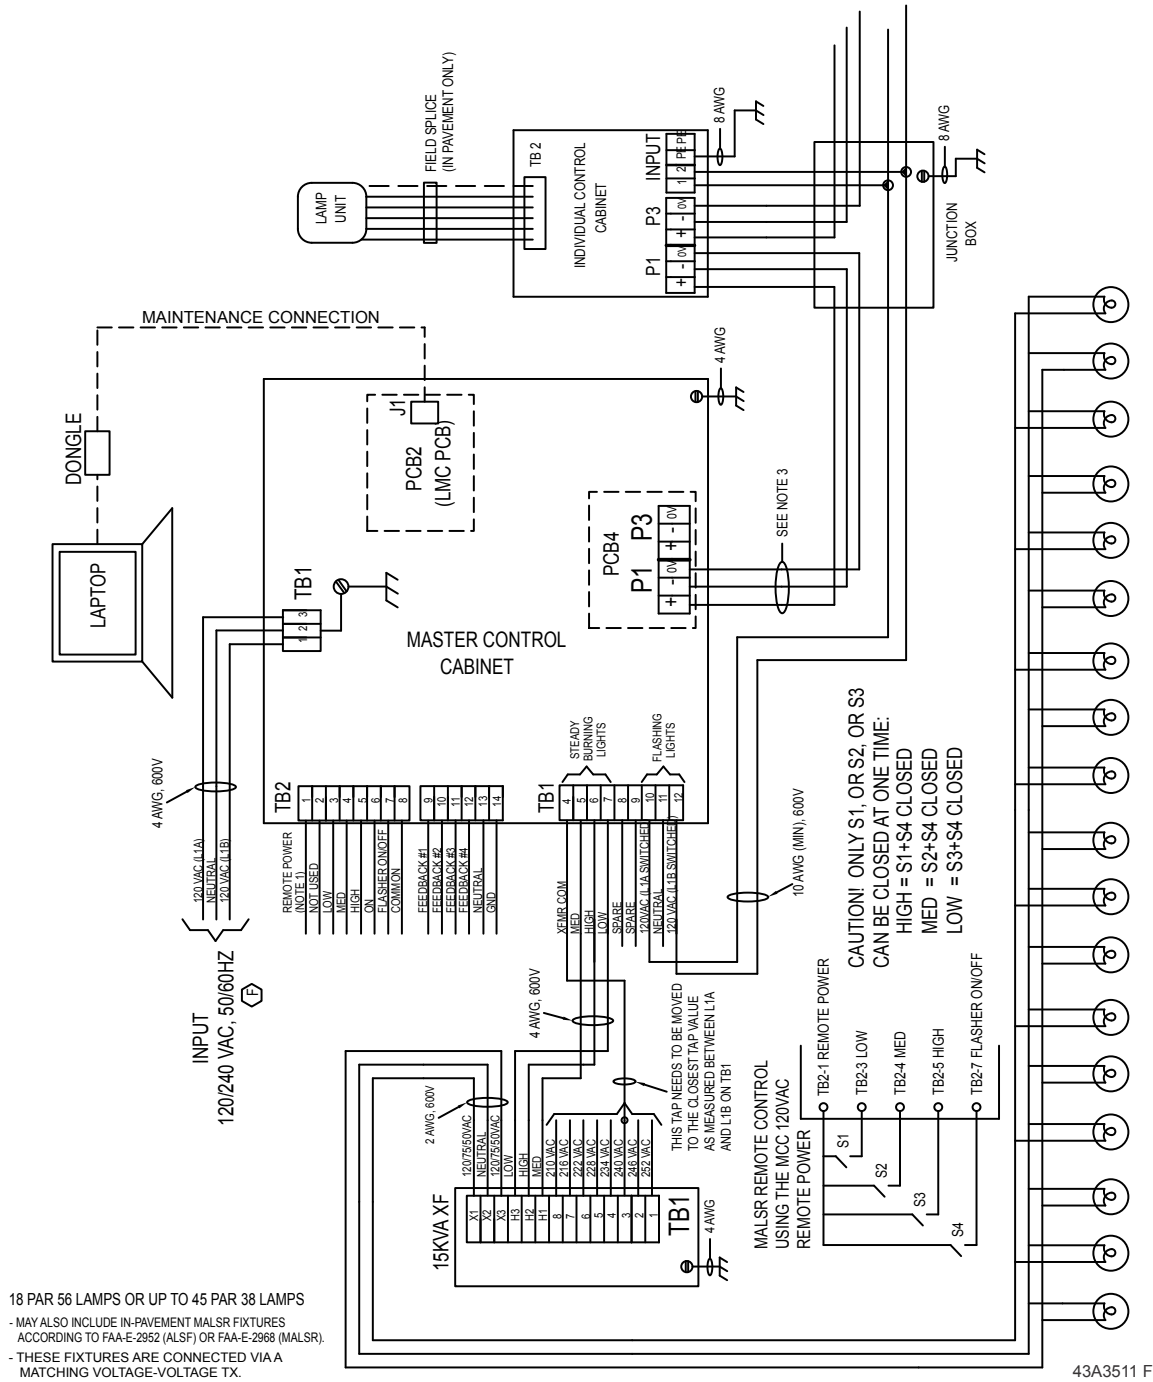 FIELD SPLICE
(IN PAVEMENT ONLY)
LAMP
UNIT
TB 2
INDIVIDUAL CONTROL
CABINET
INPUT
1 2 PE PE
P3
+ - 0V
P1
+ - 0V
8 AWG
8 AWG
JUNCTION
BOX
MAINTENANCE CONNECTION
DONGLE
LAPTOP
J1
PCB2
(LMC PCB)
4 AWG
PCB4
P1 P3
+ - 0V + - 0V
SEE NOTE 3
TB1
1 2 3
MASTER CONTROL
CABINET
4 AWG, 600V
120 VAC (L1A)
NEUTRAL
120 VAC (L1B)
INPUT
120/240 VAC, 50/60HZ
F
TB2
1
2
3
4
5
6
7
8
9
10
11
12
13
14
REMOTE POWER
(NOTE 1)
NOT USED
LOW
MED
HIGH
ON
FLASHER ON/OFF
COMMON
FEEDBACK #1
FEEDBACK #2
FEEDBACK #3
FEEDBACK #4
NEUTRAL
GND
STEADY
BURNING
LIGHTS
FLASHING
LIGHTS
TB1
4
5
6
7
8
9
10
11
12
XFMR COM
MED
HIGH
LOW
SPARE
SPARE
120VAC (L1A SWITCHED)
NEUTRAL
120 VAC (L1B SWITCHED)
10 AWG (MIN), 600V
4 AWG, 600V
2 AWG, 600V
120/75/50VAC
NEUTRAL
120/75/50VAC
LOW
HIGH
MED
210 VAC
216 VAC
222 VAC
228 VAC
234 VAC
240 VAC
246 VAC
252 VAC
15KVA XF
X1
X2
X3
H3
H2
H1
8
7
6
5
4
3
2
1
TB1
4 AWG
THIS TAP NEEDS TO BE MOVED
TO THE CLOSEST TAP VALUE
AS MEASURED BETWEEN L1A
AND L1B ON TB1
MALSR REMOTE CONTROL
USING THE MCC 120VAC
REMOTE POWER
TB2-1 REMOTE POWER
TB2-3 LOW
TB2-4 MED
TB2-5 HIGH
TB2-7 FLASHER ON/OFF
S1
S2
S3
S4
CAUTION! ONLY S1, OR S2, OR S3
CAN BE CLOSED AT ONE TIME:
HIGH = S1+S4 CLOSED
MED = S2+S4 CLOSED
LOW = S3+S4 CLOSED
18 PAR 56 LAMPS OR UP TO 45 PAR 38 LAMPS
- MAY ALSO INCLUDE IN-PAVEMENT MALSR FIXTURES
ACCORDING TO FAA-E-2952 (ALSF) OR FAA-E-2968 (MALSR).
- THESE FIXTURES ARE CONNECTED VIA A
MATCHING VOLTAGE-VOLTAGE TX.
43A3511 F